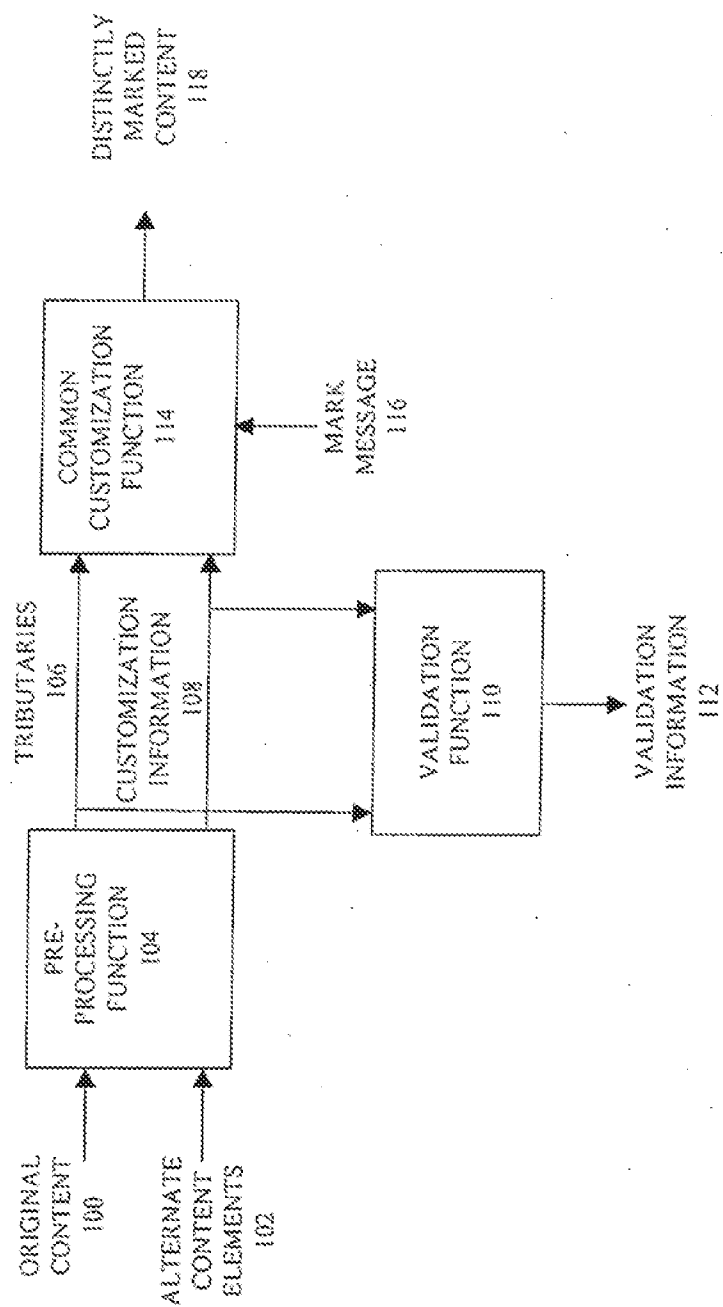 ORIGINAL
CONTENT
100
ALTERNATE
CONTENT
ELEMENTS
102
PRE-
PROCESSING
FUNCTION
104
TRIBUTARIES
106
CUSTOMIZATION
INFORMATION
108
VALIDATION
FUNCTION
110
VALIDATION
INFORMATION
112
COMMON
CUSTOMIZATION
FUNCTION
114
MARK
MESSAGE
116
DISTINCTLY
MARKED
CONTENT
118